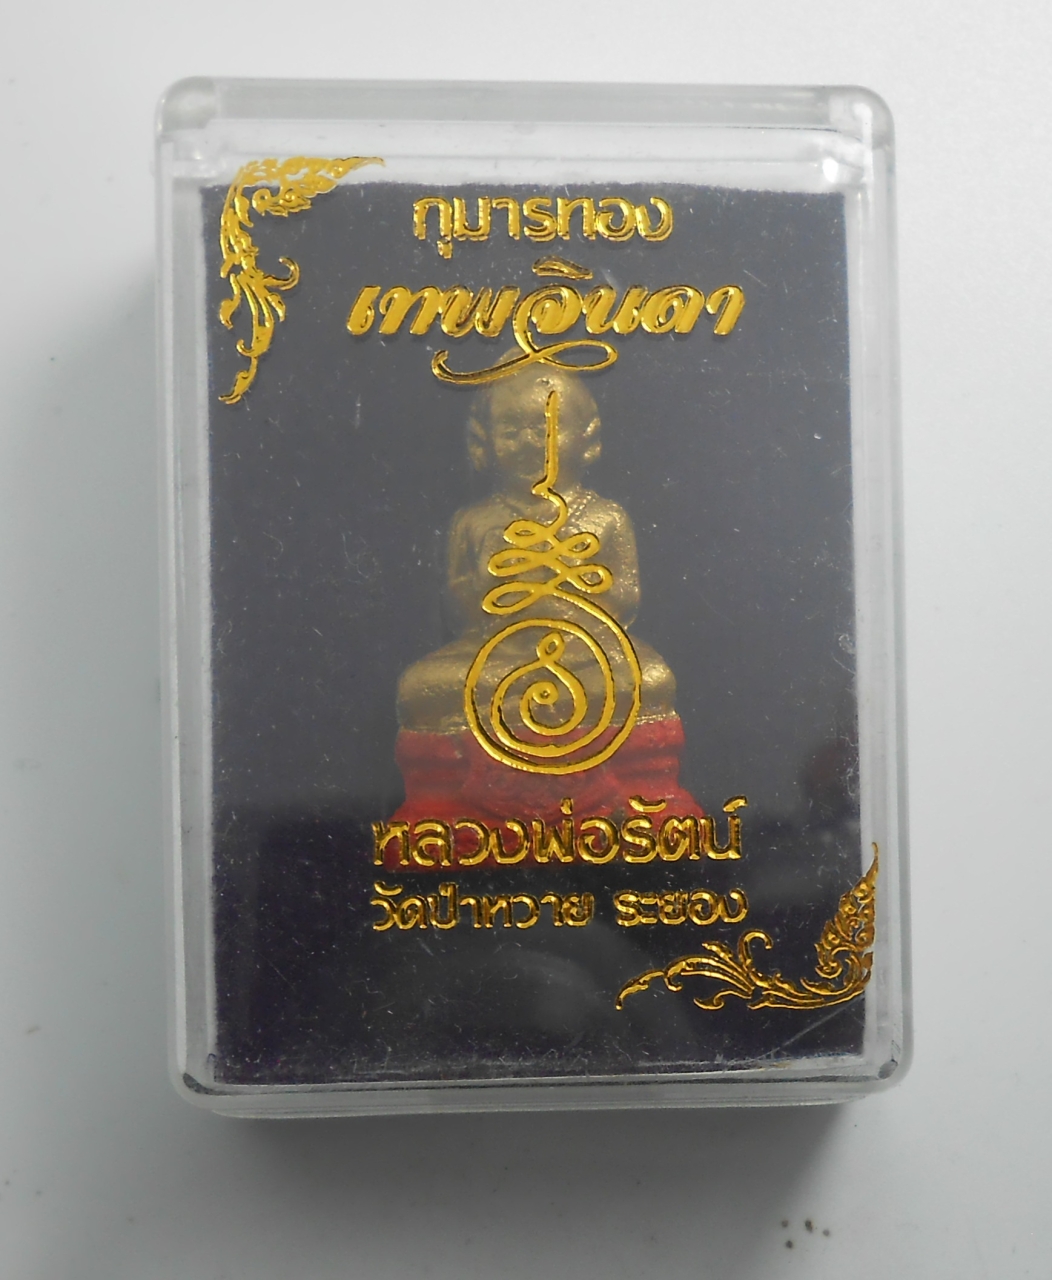 กุมารทอง
เทพจินดา
หลวงพ่อรัตน์
วัดป่าหวาย ระยอง